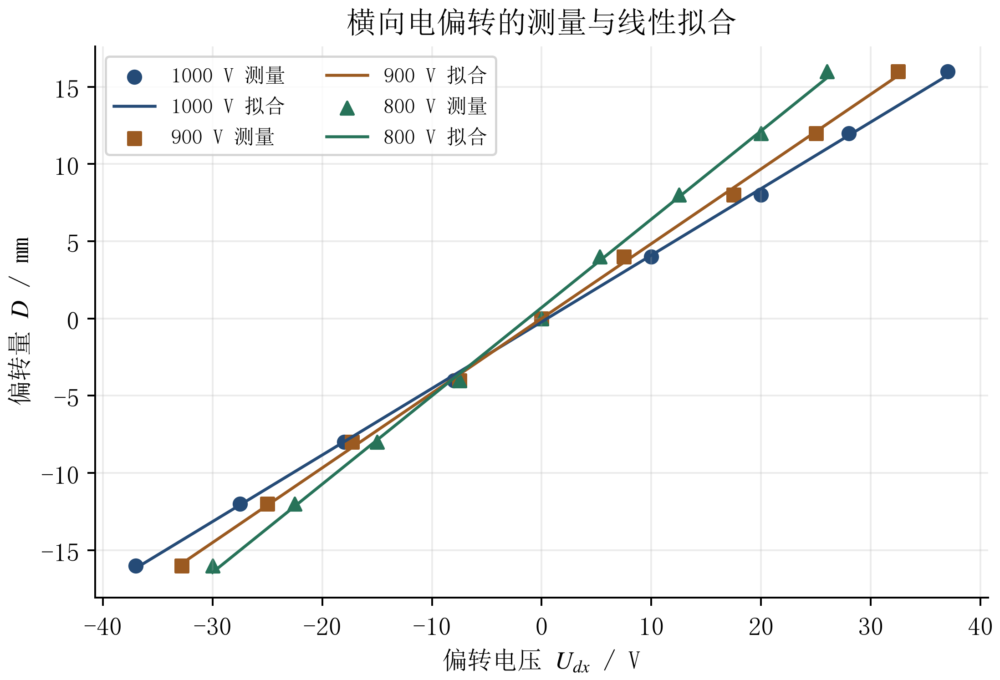 横向电偏转的测量与线性拟合
1000 V 测量
1000 V 拟合
900 V 测量
900 V 拟合
800 V 测量
800 V 拟合
偏转量 D / mm
15
10
5
0
−5
−10
−15
−40 −30 −20 −10 0 10 20 30 40
偏转电压 U_{dx} / V